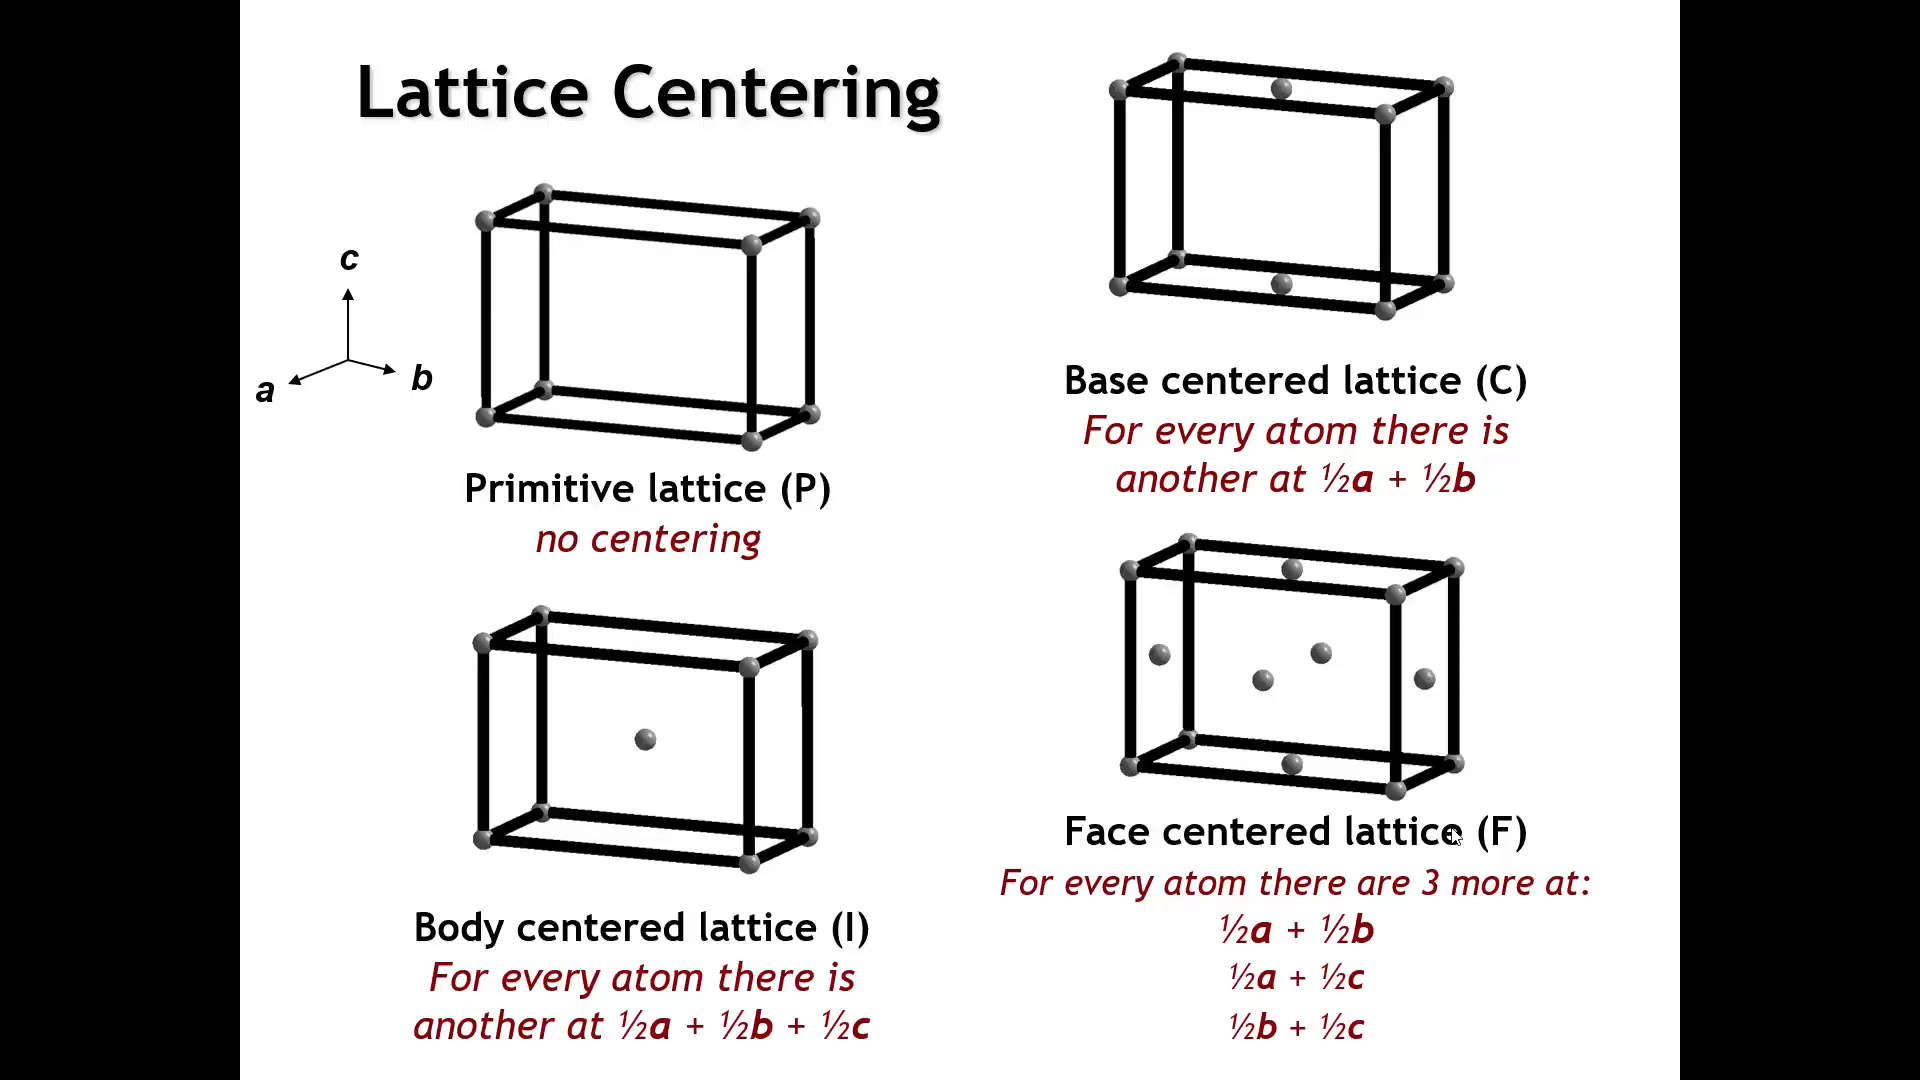 Lattice Centering
c
a
b
Primitive lattice (P)
no centering
Base centered lattice (C)
For every atom there is
another at ½a + ½b
Body centered lattice (I)
For every atom there is
another at ½a + ½b + ½c
Face centered lattice (F)
For every atom there are 3 more at:
½a + ½b
½a + ½c
½b + ½c